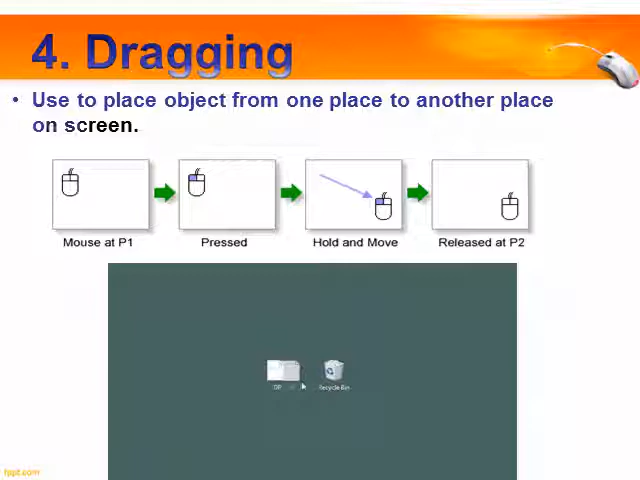 4. Dragging
• Use to place object from one place to another place
on screen.
Mouse at P1
Pressed
Hold and Move
Released at P2
Recycle Bin
fppt.com